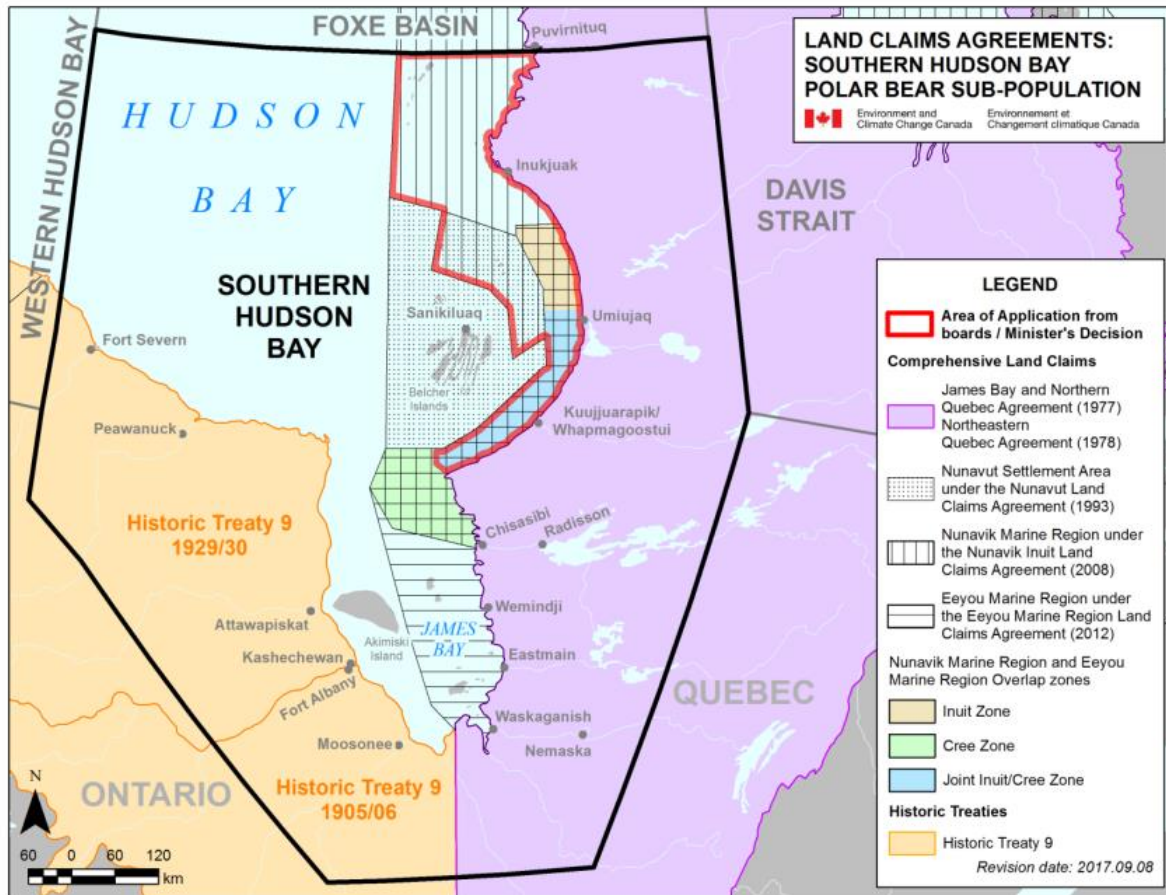 FOXE BASIN
Puvirnituq
LAND CLAIMS AGREEMENTS:
SOUTHERN HUDSON BAY
POLAR BEAR SUB-POPULATION
Environment and
Climate Change Canada
Environnement et
Changement climatique Canada
WESTERN HUDSON BAY
HUDSON
BAY
Inukjuak
DAVIS
STRAIT
SOUTHERN
HUDSON
BAY
Sanikiluaq
Umiujaq
Fort Severn
Belcher
Islands
Kuujjuarapik/
Whapmagoostui
Peawanuck
Historic Treaty 9
1929/30
Chisasibi
Radisson
Wemindji
Attawapiskat
Akimiski
Island
JAMES
BAY
Kashechewan
Eastmain
Fort Albany
QUEBEC
Waskaganish
Nemaska
Moosonee
ONTARIO
Historic Treaty 9
1905/06
N
60 0 60 120
km
LEGEND
Area of Application from
boards / Minister's Decision
Comprehensive Land Claims
James Bay and Northern
Quebec Agreement (1977)
Northeastern
Quebec Agreement (1978)
Nunavut Settlement Area
under the Nunavut Land
Claims Agreement (1993)
Nunavik Marine Region under
the Nunavik Inuit Land
Claims Agreement (2008)
Eeyou Marine Region under
the Eeyou Marine Region Land
Claims Agreement (2012)
Nunavik Marine Region and Eeyou
Marine Region Overlap zones
Inuit Zone
Cree Zone
Joint Inuit/Cree Zone
Historic Treaties
Historic Treaty 9
Revision date: 2017.09.08